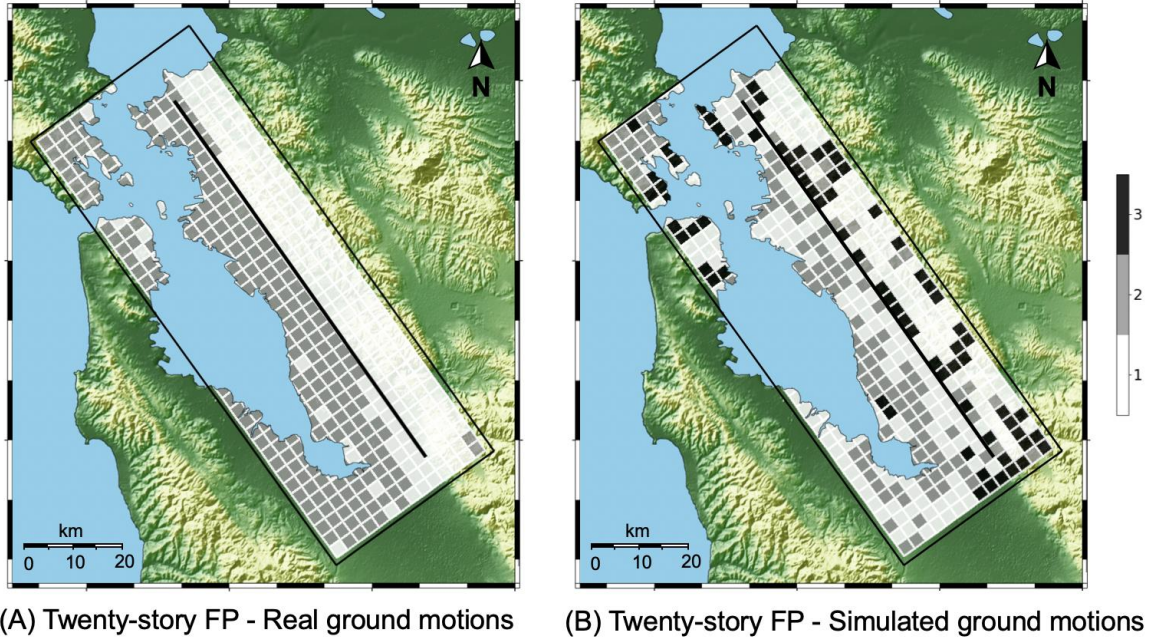 N
N
3
2
1
km
0 10 20
km
0 10 20
(A) Twenty-story FP - Real ground motions
(B) Twenty-story FP - Simulated ground motions